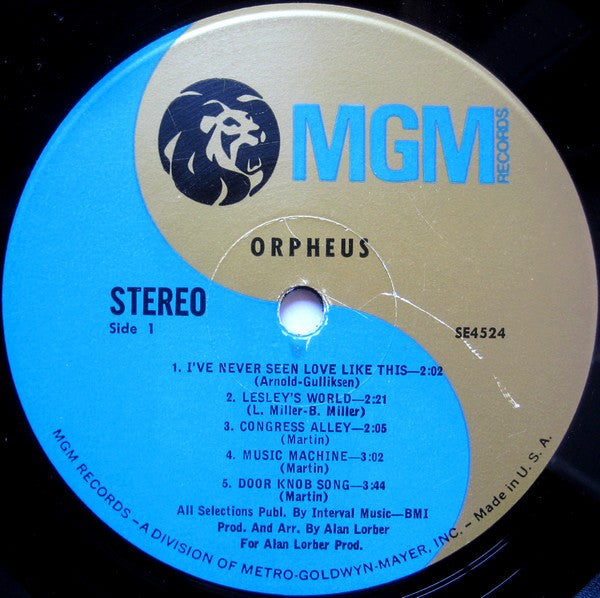 MGM
RECORDS
ORPHEUS
STEREO
Side 1
SE4524
1. I'VE NEVER SEEN LOVE LIKE THIS—2:02
(Arnold-Gulliksen)
2. LESLEY'S WORLD—2:21
(L. Miller-B. Miller)
3. CONGRESS ALLEY—2:05
(Martin)
4. MUSIC MACHINE—3:02
(Martin)
5. DOOR KNOB SONG—3:44
(Martin)
All Selections Publ. By Interval Music—BMI
Prod. And Arr. By Alan Lorber
For Alan Lorber Prod.
MGM RECORDS – A DIVISION OF METRO-GOLDWYN-MAYER, INC. – Made in U. S. A.